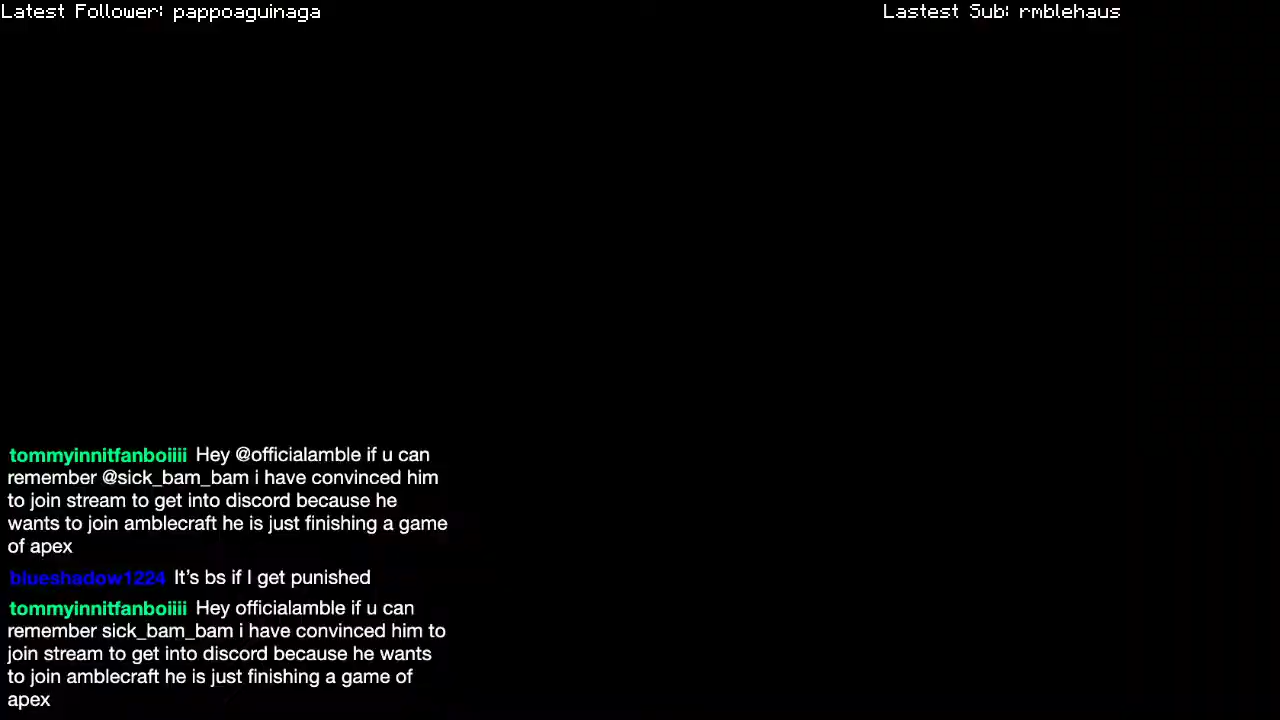 Latest Follower: pappoaguinaga
Lastest Sub: rmblehaus
tommyinnitfanboiiii Hey @officialamble if u can
remember @sick_bam_bam i have convinced him
to join stream to get into discord because he
wants to join amblecraft he is just finishing a game
of apex
blueshadow1224 It’s bs if I get punished
tommyinnitfanboiiii Hey officialamble if u can
remember sick_bam_bam i have convinced him to
join stream to get into discord because he wants
to join amblecraft he is just finishing a game of
apex